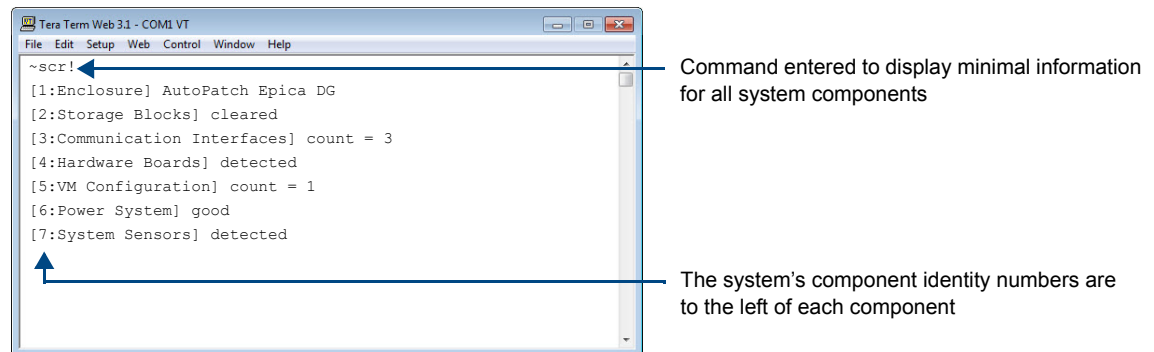 Tera Term Web 3.1 - COM1 VT
File Edit Setup Web Control Window Help
~scr!
[1:Enclosure] AutoPatch Epica DG
[2:Storage Blocks] cleared
[3:Communication Interfaces] count = 3
[4:Hardware Boards] detected
[5:VM Configuration] count = 1
[6:Power System] good
[7:System Sensors] detected
Command entered to display minimal information
for all system components
The system's component identity numbers are
to the left of each component